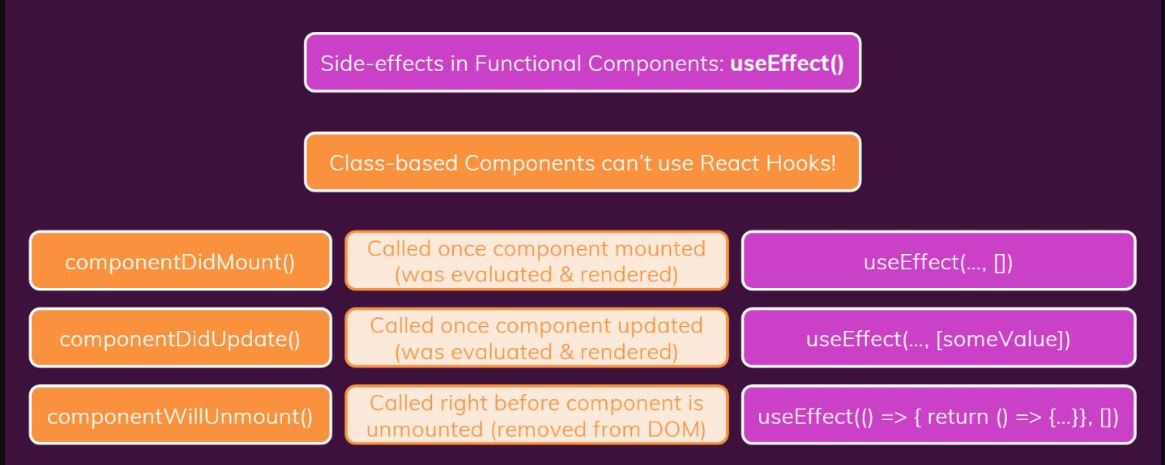 Side-effects in Functional Components: useEffect()
Class-based Components can't use React Hooks!
componentDidMount()
Called once component mounted
(was evaluated & rendered)
useEffect(..., [])
componentDidUpdate()
Called once component updated
(was evaluated & rendered)
useEffect(..., [someValue])
componentWillUnmount()
Called right before component is
unmounted (removed from DOM)
useEffect(() => { return () => {...}}, [])